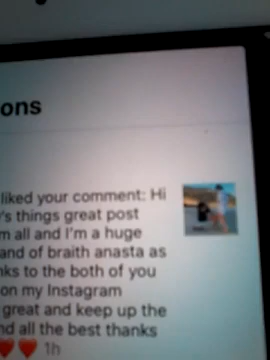 ons
liked your comment: Hi
's things great post
m all and I'm a huge
and of braith anasta as
nks to the both of you
on my Instagram
great and keep up the
nd all the best thanks
❤️❤️ 1h